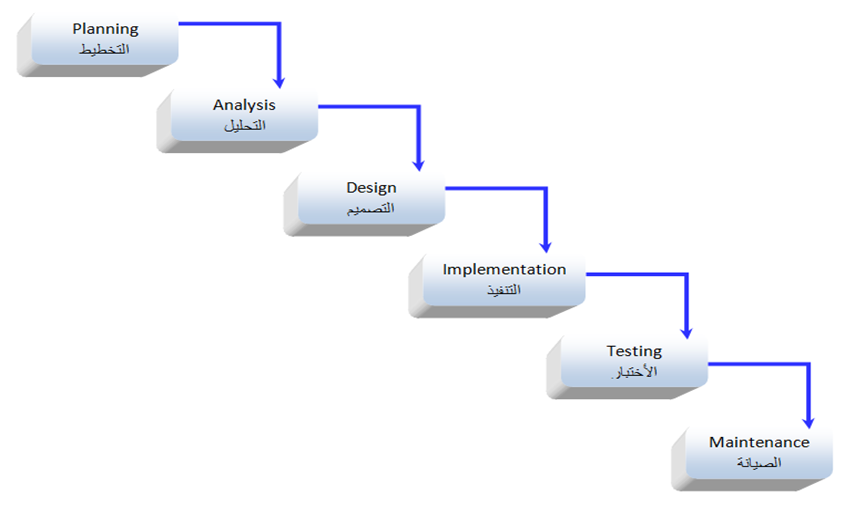 Planning
التخطيط
Analysis
التحليل
Design
التصميم
Implementation
التنفيذ
Testing
الأختبار.
Maintenance
الصيانة